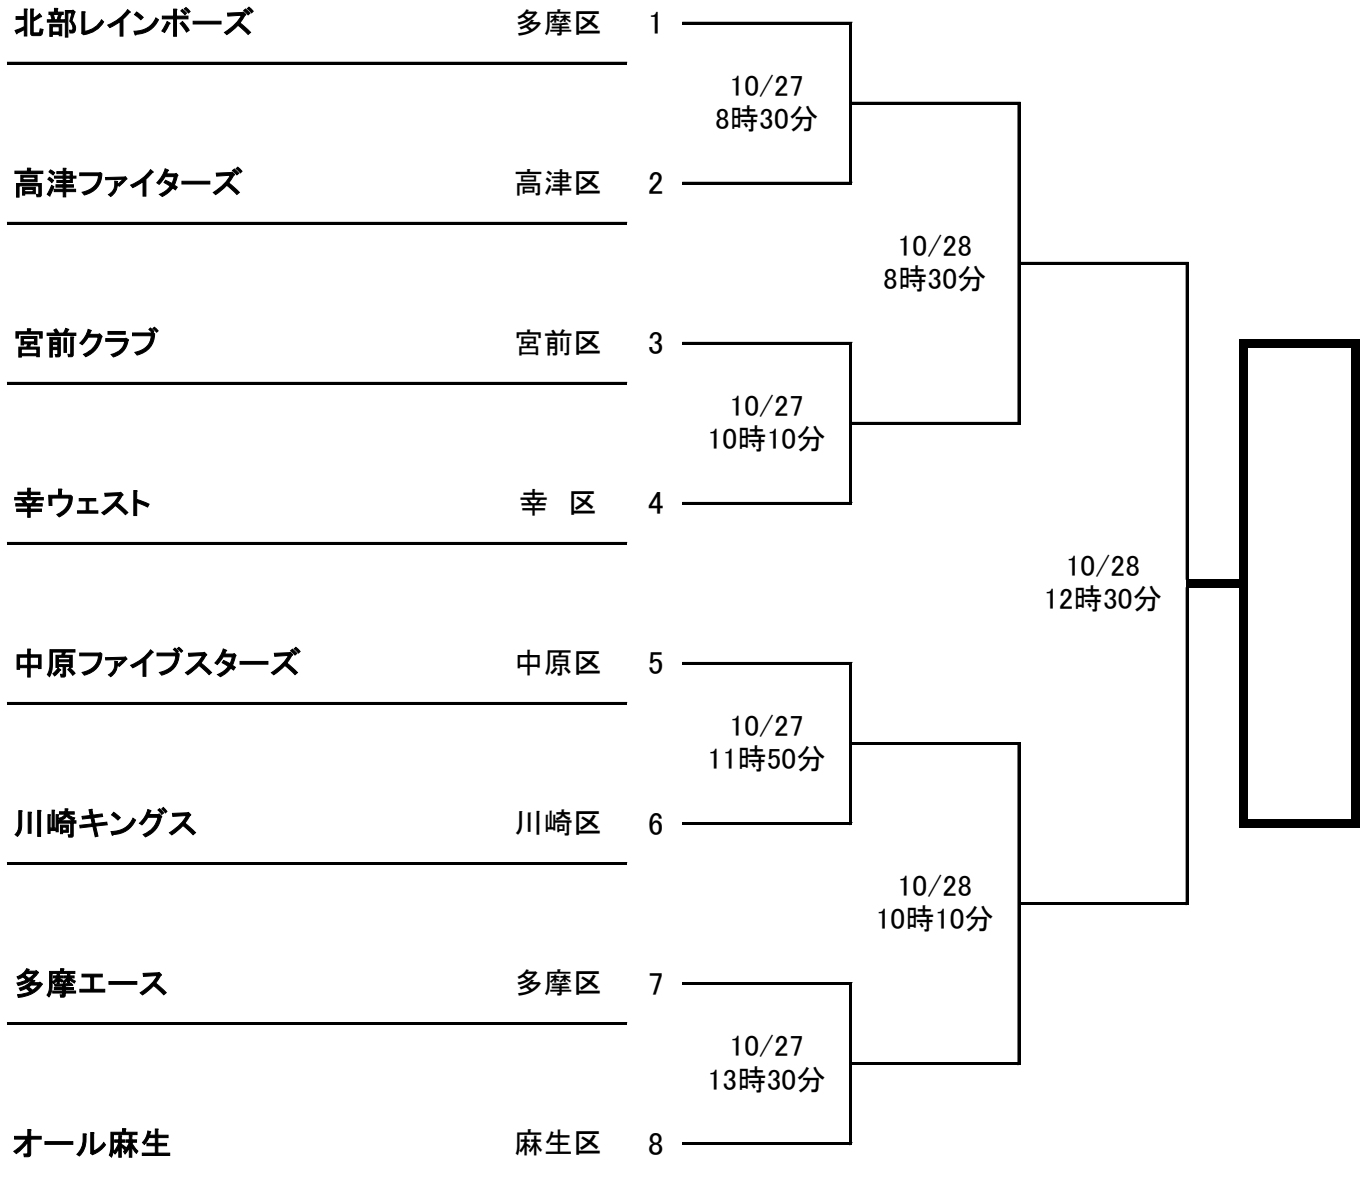 北部レインボーズ 多摩区 1
10/27
8時30分
高津ファイターズ 高津区 2
10/28
8時30分
宮前クラブ 宮前区 3
10/27
10時10分
幸ウェスト 幸　区 4
10/28
12時30分
中原ファイブスターズ 中原区 5
10/27
11時50分
川崎キングス 川崎区 6
10/28
10時10分
多摩エース 多摩区 7
10/27
13時30分
オール麻生 麻生区 8